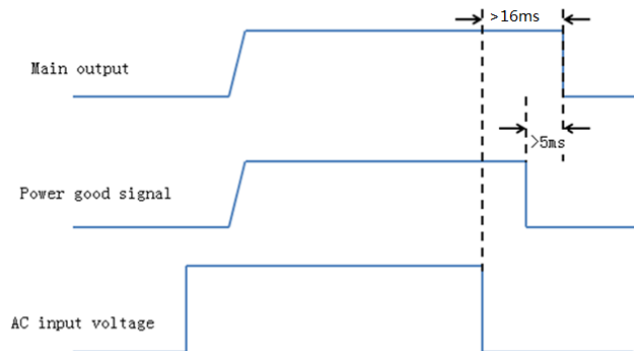 >16ms
Main output
>5ms
Power good signal
AC input voltage